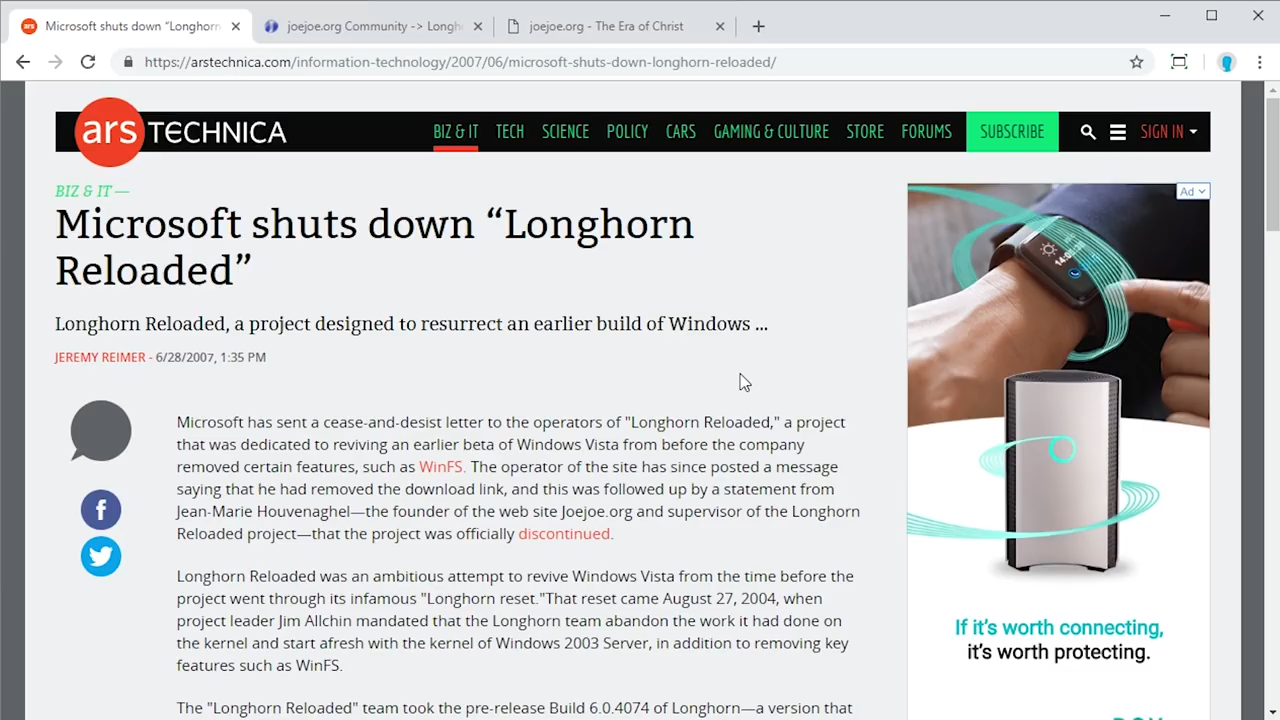 Microsoft shuts down “Longhorn
joejoe.org Community -> Longh
joejoe.org - The Era of Christ
https://arstechnica.com/information-technology/2007/06/microsoft-shuts-down-longhorn-reloaded/
ars TECHNICA
BIZ & IT TECH SCIENCE POLICY CARS GAMING & CULTURE STORE FORUMS SUBSCRIBE SIGN IN
BIZ & IT —
Microsoft shuts down “Longhorn
Reloaded”
Longhorn Reloaded, a project designed to resurrect an earlier build of Windows ...
JEREMY REIMER - 6/28/2007, 1:35 PM
Microsoft has sent a cease-and-desist letter to the operators of "Longhorn Reloaded," a project
that was dedicated to reviving an earlier beta of Windows Vista from before the company
removed certain features, such as WinFS. The operator of the site has since posted a message
saying that he had removed the download link, and this was followed up by a statement from
Jean-Marie Houvenaghel—the founder of the web site Joejoe.org and supervisor of the Longhorn
Reloaded project—that the project was officially discontinued.
Longhorn Reloaded was an ambitious attempt to revive Windows Vista from the time before the
project went through its infamous "Longhorn reset."That reset came August 27, 2004, when
project leader Jim Allchin mandated that the Longhorn team abandon the work it had done on
the kernel and start afresh with the kernel of Windows 2003 Server, in addition to removing key
features such as WinFS.
The "Longhorn Reloaded" team took the pre-release Build 6.0.4074 of Longhorn—a version that
Ad
If it’s worth connecting,
it’s worth protecting.